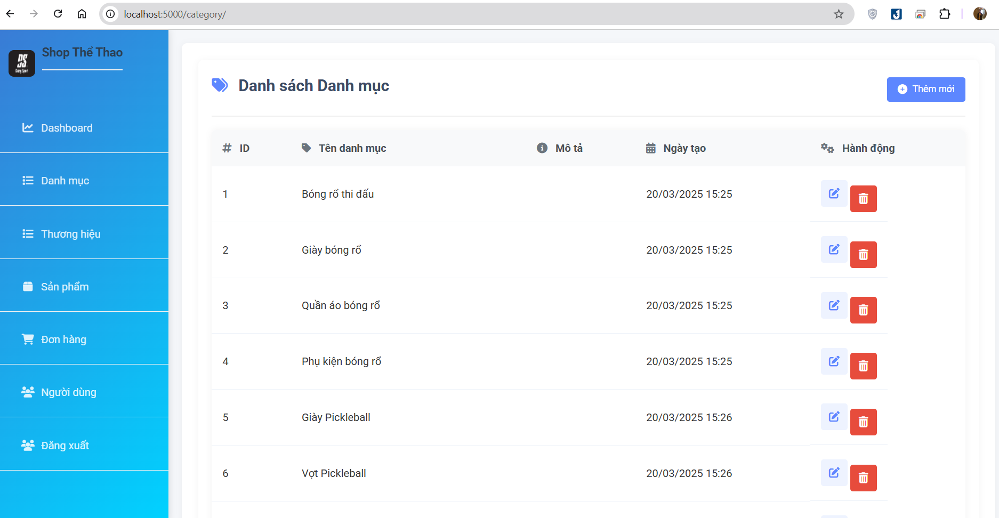 localhost:5000/category/
DS
Dũng Sport
Shop Thể Thao
Dashboard
Danh mục
Thương hiệu
Sản phẩm
Đơn hàng
Người dùng
Đăng xuất
Danh sách Danh mục
Thêm mới
# ID Tên danh mục Mô tả Ngày tạo Hành động
1 Bóng rổ thi đấu 20/03/2025 15:25
2 Giày bóng rổ 20/03/2025 15:25
3 Quần áo bóng rổ 20/03/2025 15:25
4 Phụ kiện bóng rổ 20/03/2025 15:25
5 Giày Pickleball 20/03/2025 15:26
6 Vợt Pickleball 20/03/2025 15:26